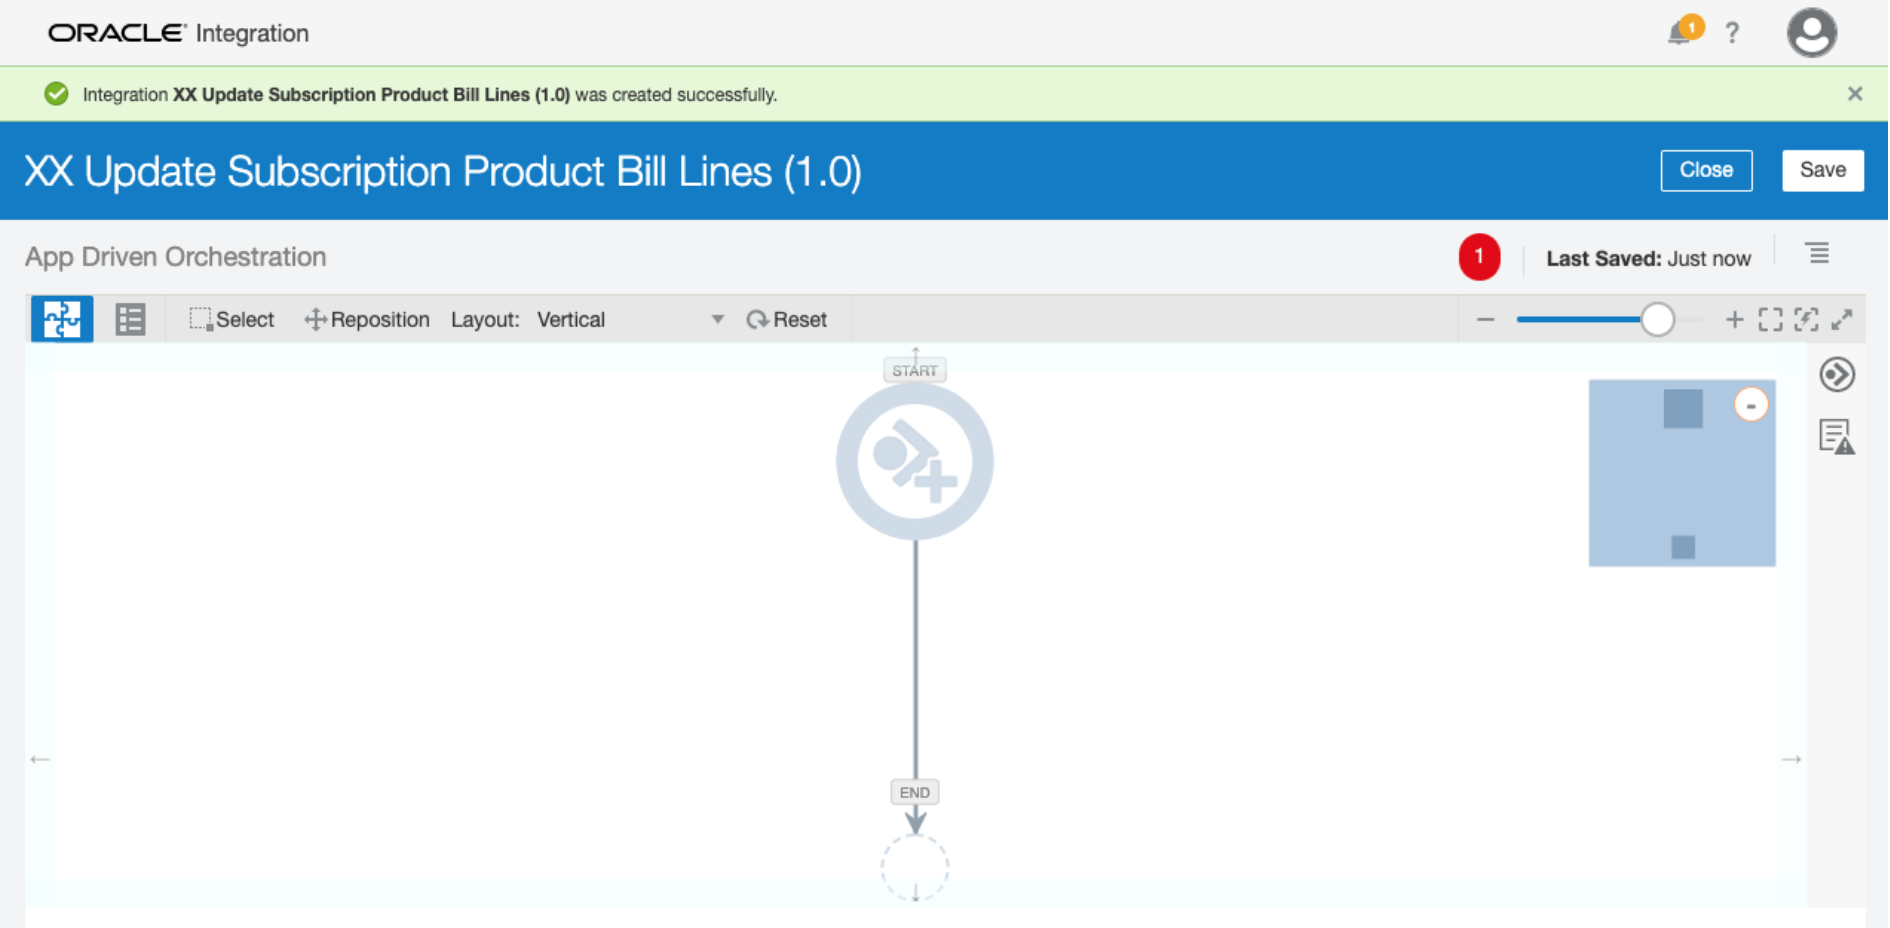 ORACLE® Integration
1
?
Integration XX Update Subscription Product Bill Lines (1.0) was created successfully.
XX Update Subscription Product Bill Lines (1.0)
Close
Save
App Driven Orchestration
1
Last Saved: Just now
Select
Reposition
Layout: Vertical
Reset
START
END